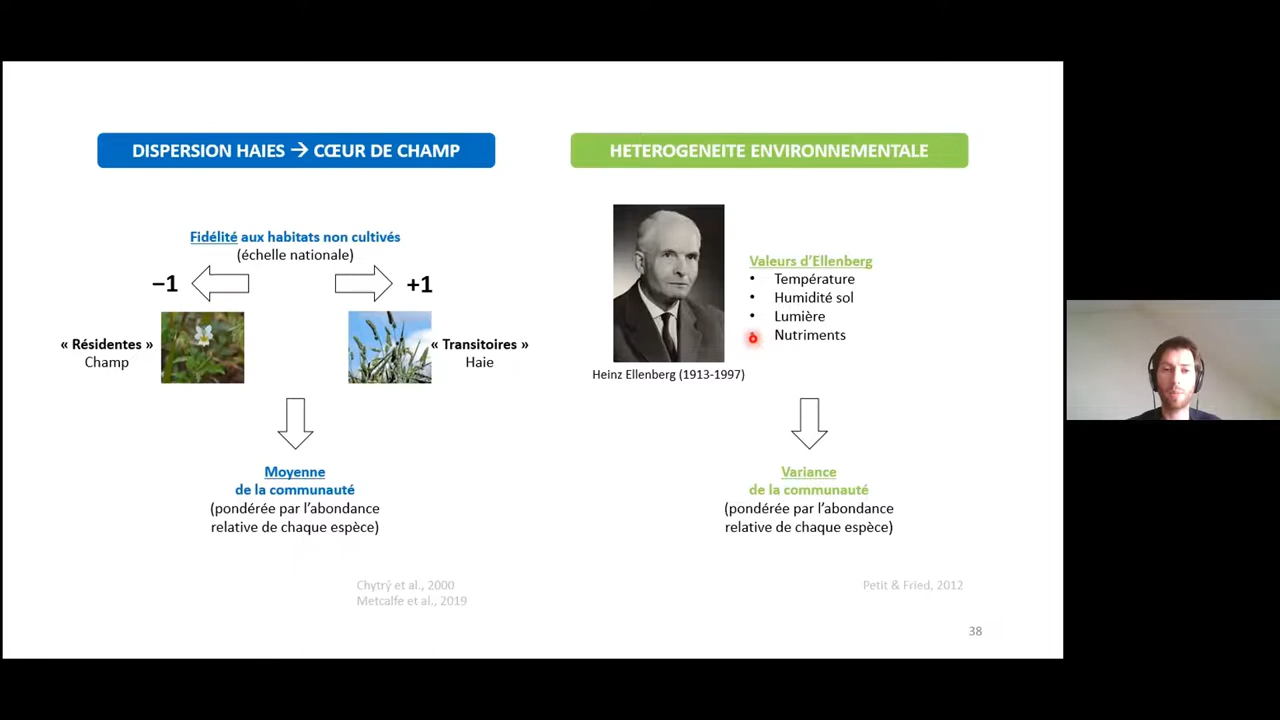 DISPERSION HAIES → CŒUR DE CHAMP
Fidélité aux habitats non cultivés
(échelle nationale)
−1
+1
« Résidentes »
Champ
« Transitoires »
Haie
Moyenne
de la communauté
(pondérée par l'abondance
relative de chaque espèce)
Chytrý et al., 2000
Metcalfe et al., 2019
HETEROGENEITE ENVIRONNEMENTALE
Valeurs d'Ellenberg
• Température
• Humidité sol
• Lumière
• Nutriments
Heinz Ellenberg (1913-1997)
Variance
de la communauté
(pondérée par l'abondance
relative de chaque espèce)
Petit & Fried, 2012
38